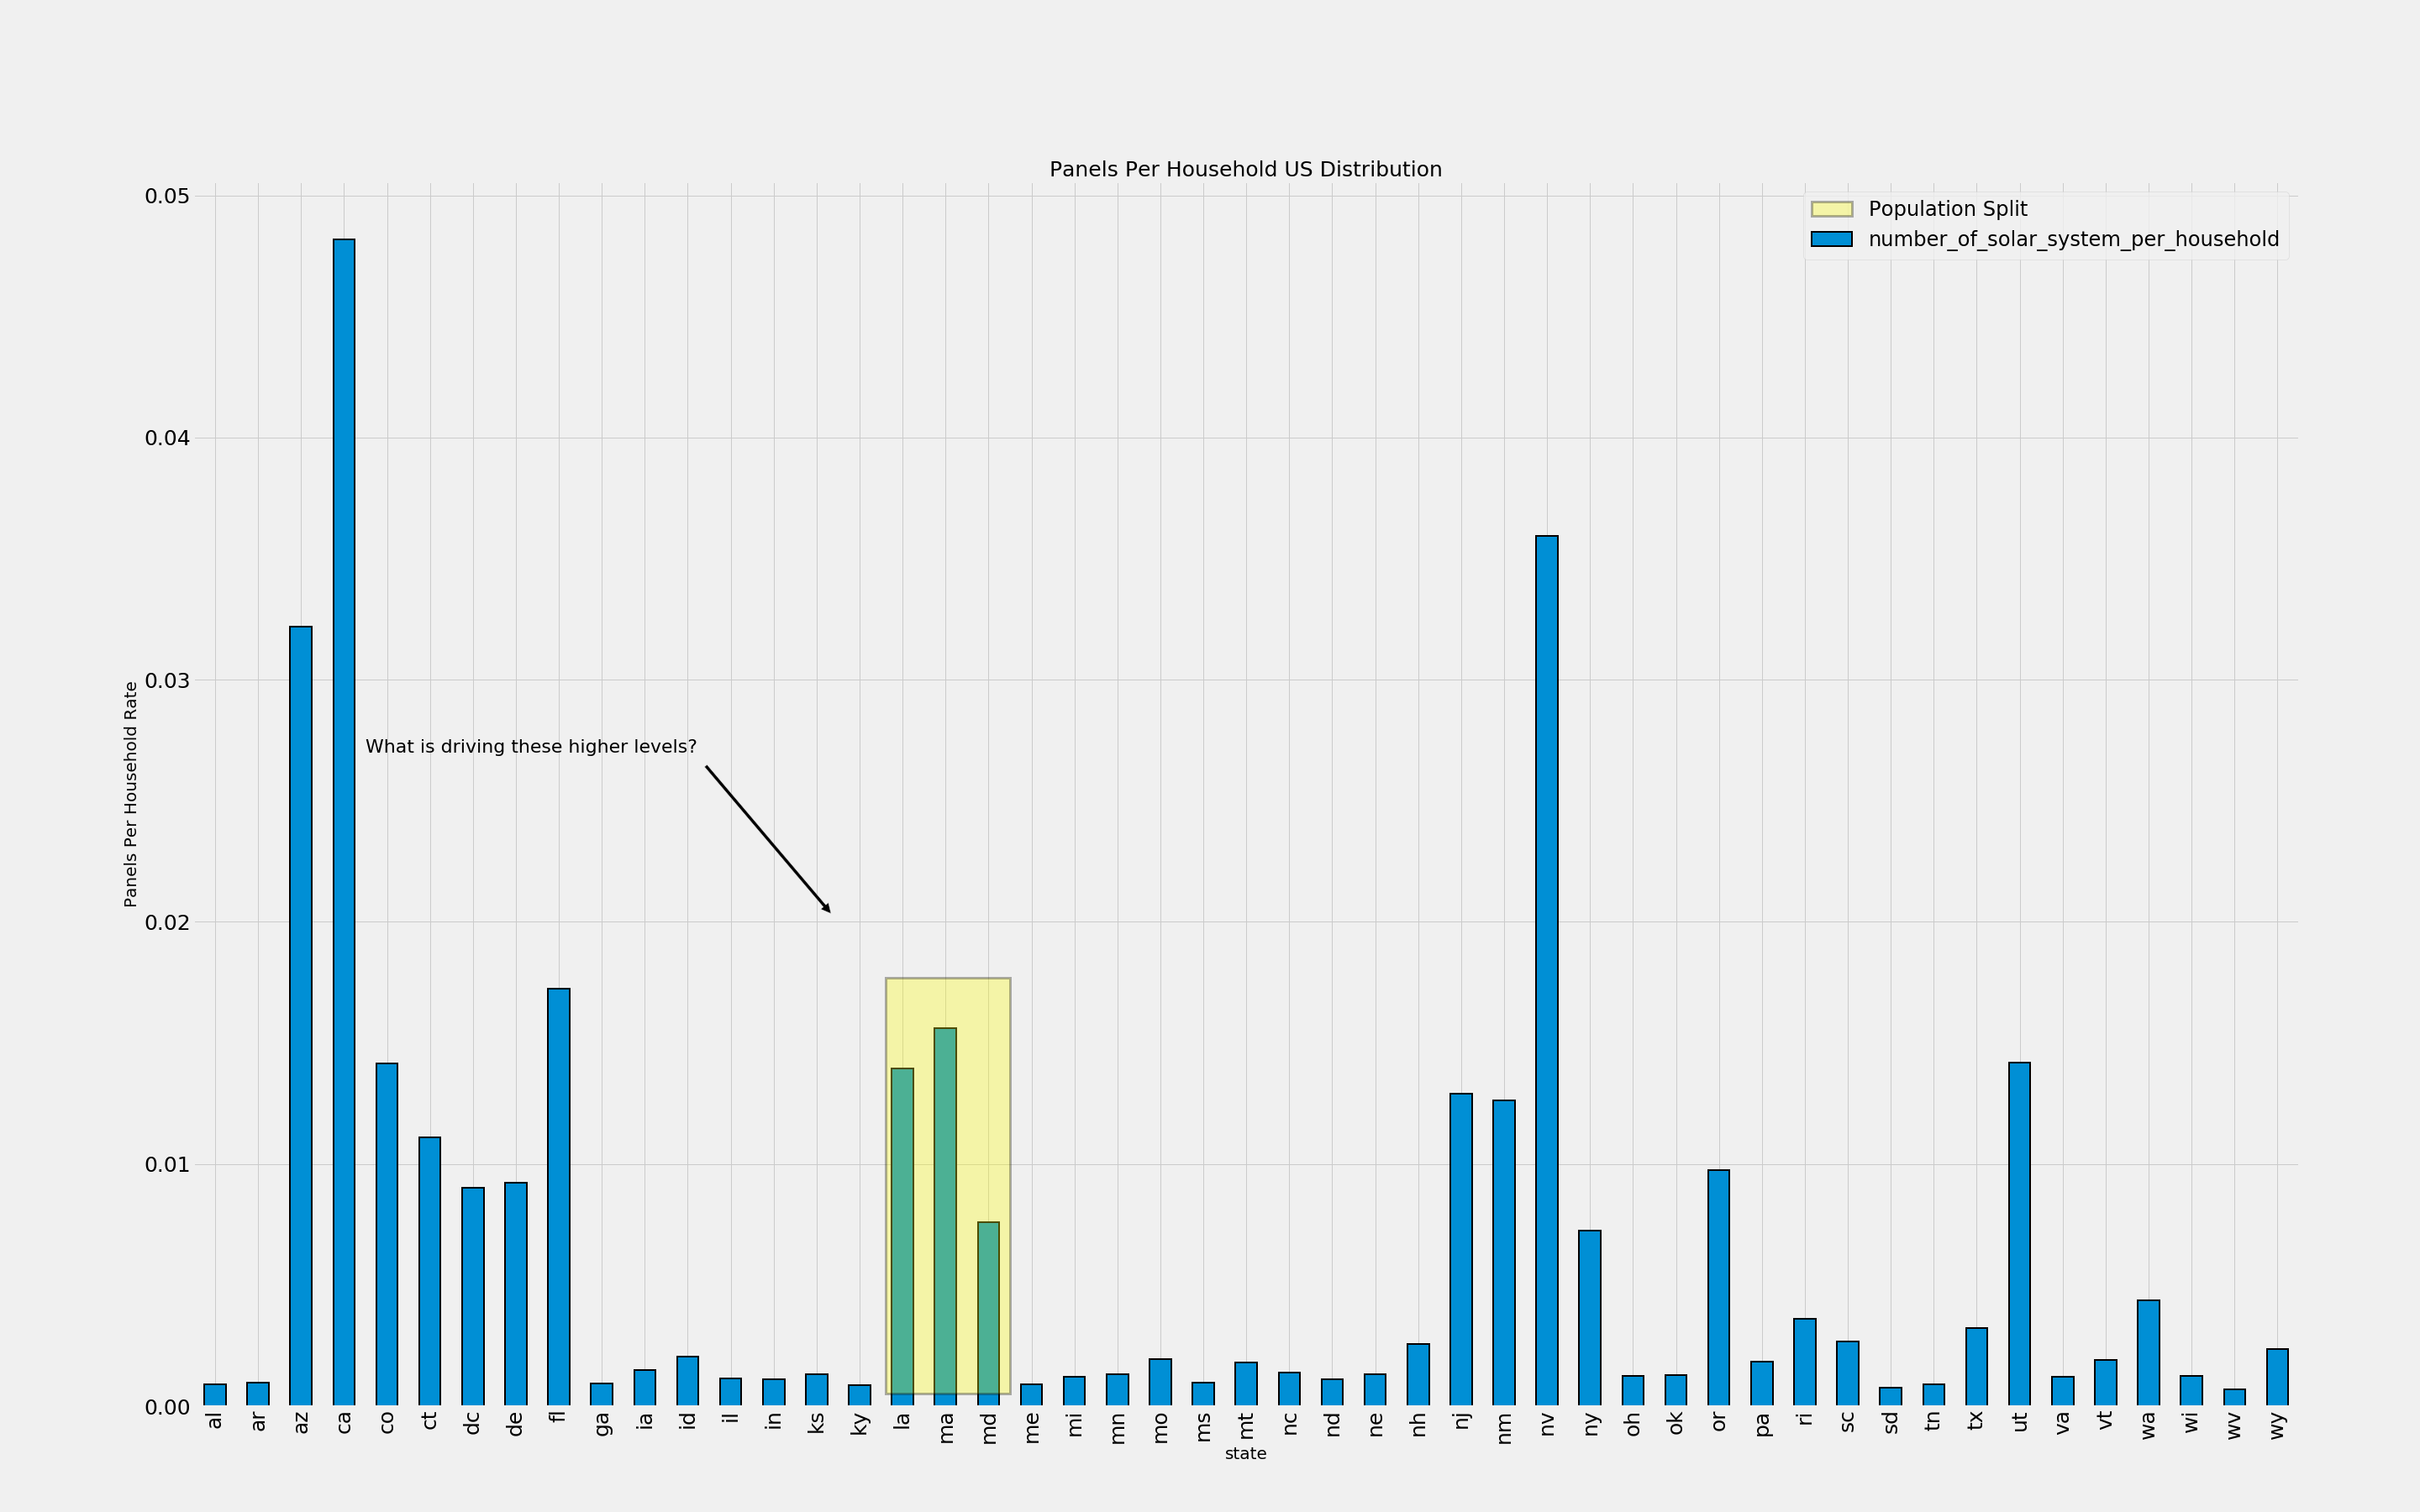 Panels Per Household US Distribution
Population Split
number_of_solar_system_per_household
0.05
0.04
0.03
0.02
0.01
0.00
Panels Per Household Rate
What is driving these higher levels?
al ar az ca co ct dc de fl ga ia id il in ks ky la ma md me mi mn mo ms mt nc nd ne nh nj nm nv ny oh ok or pa ri sc sd tn tx ut va vt wa wi wv wy
state